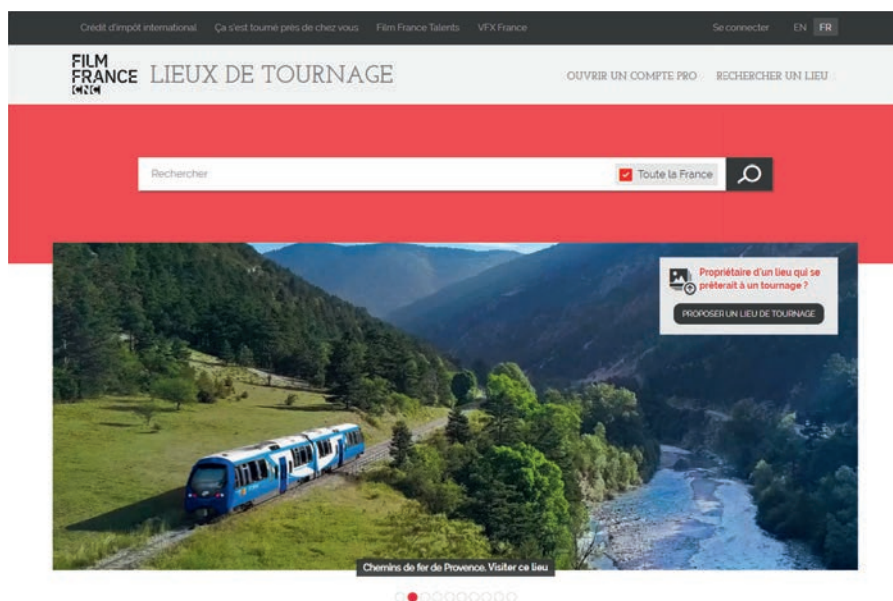 Crédit d'impôt international Ça s'est tourné près de chez vous Film France Talents VFX France Se connecter EN FR
FILM
FRANCE
CNC
LIEUX DE TOURNAGE
OUVRIR UN COMPTE PRO RECHERCHER UN LIEU
Rechercher Toute la France
Propriétaire d'un lieu qui se
prêterait à un tournage ?
PROPOSER UN LIEU DE TOURNAGE
Chemins de fer de Provence. Visiter ce lieu